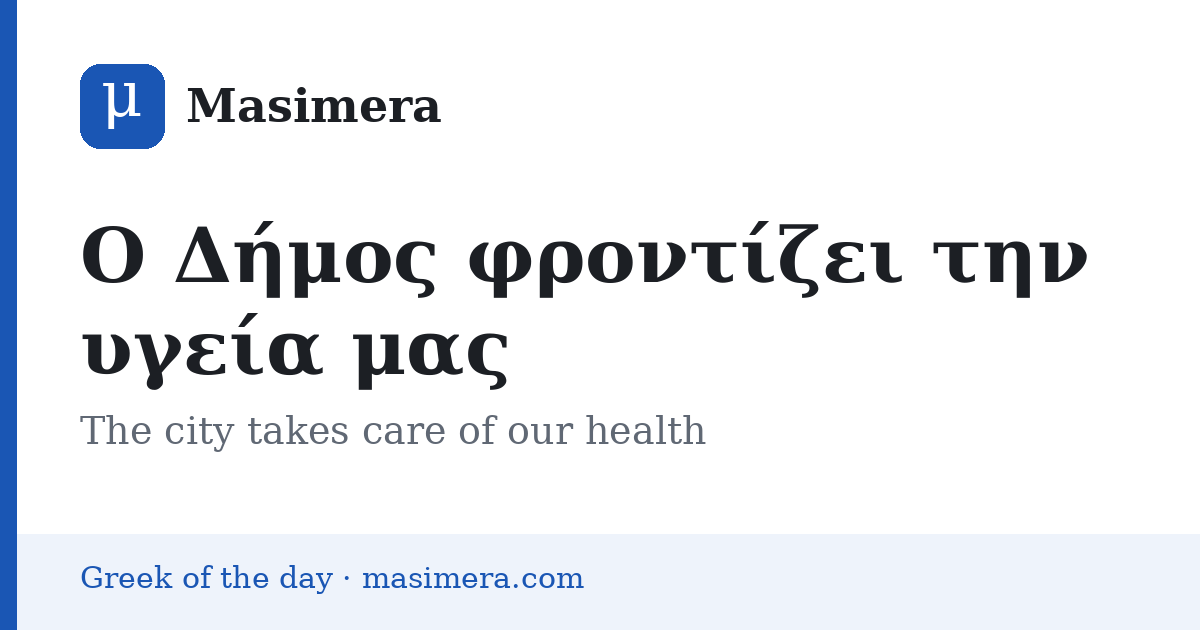 μ Masimera
Ο Δήμος φροντίζει την
υγεία μας
The city takes care of our health
Greek of the day · masimera.com